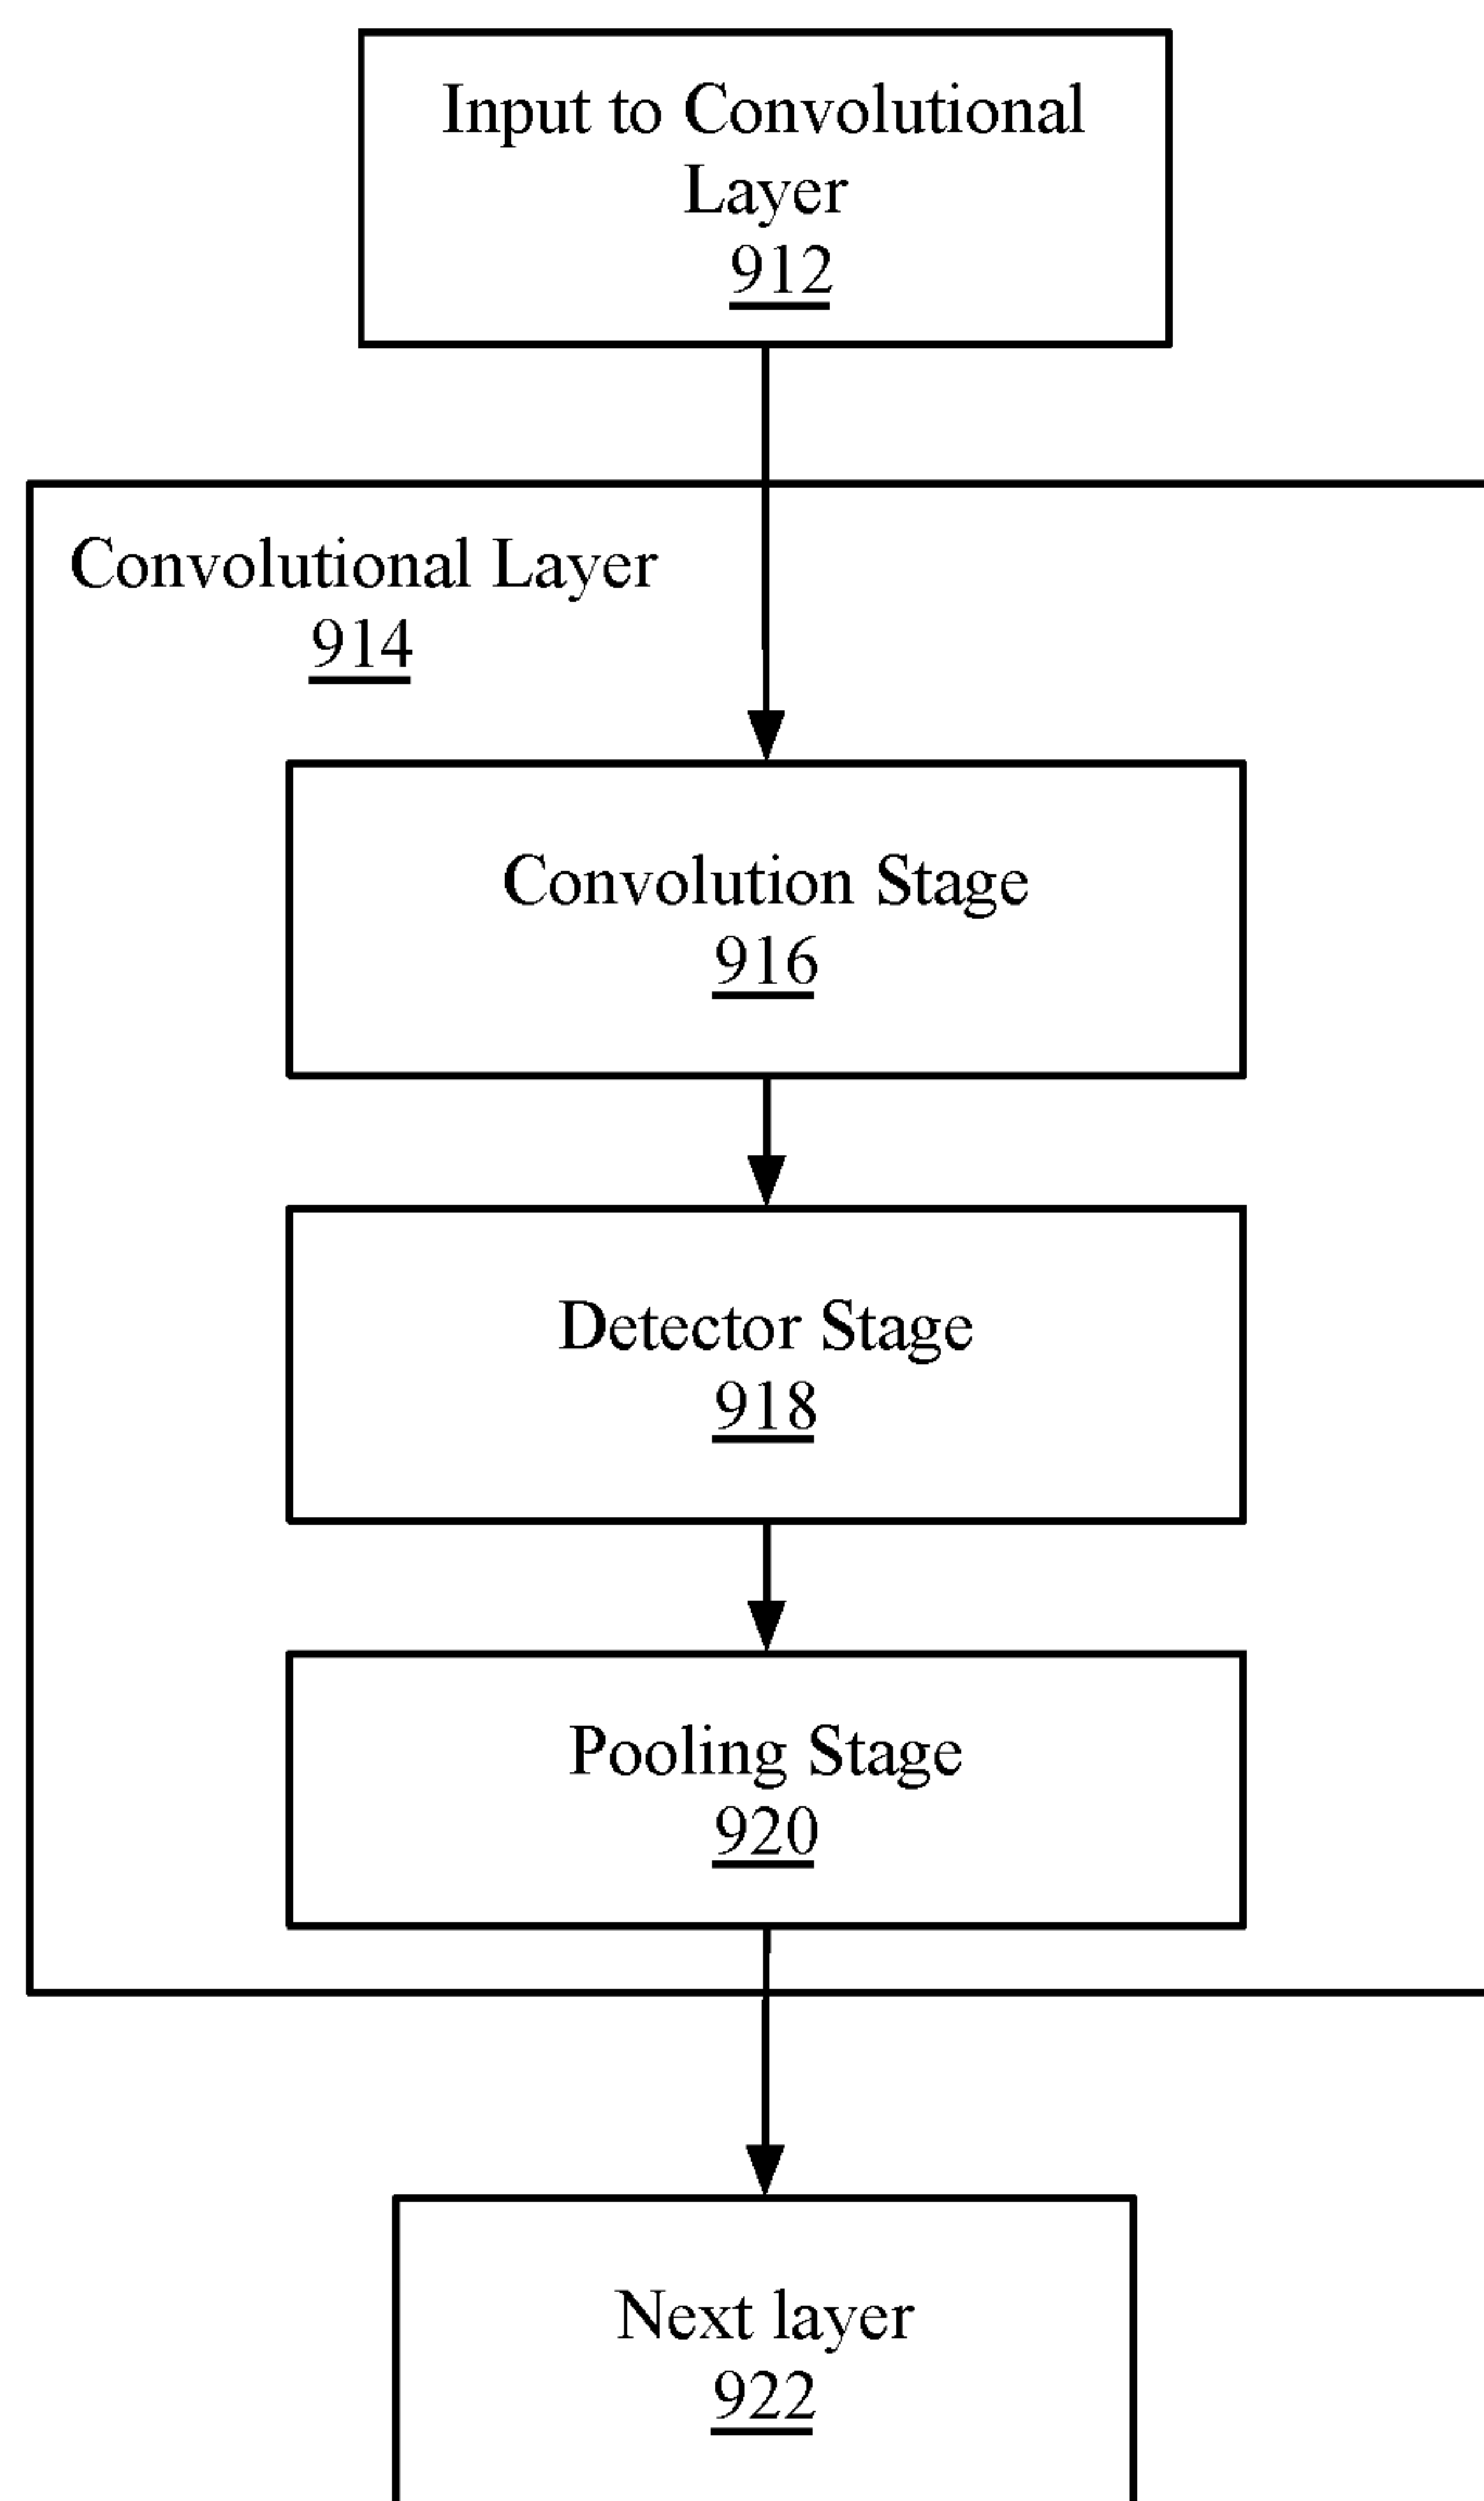 Input to Convolutional
Layer
912
Convolutional Layer
914
Convolution Stage
916
Detector Stage
918
Pooling Stage
920
Next layer
922